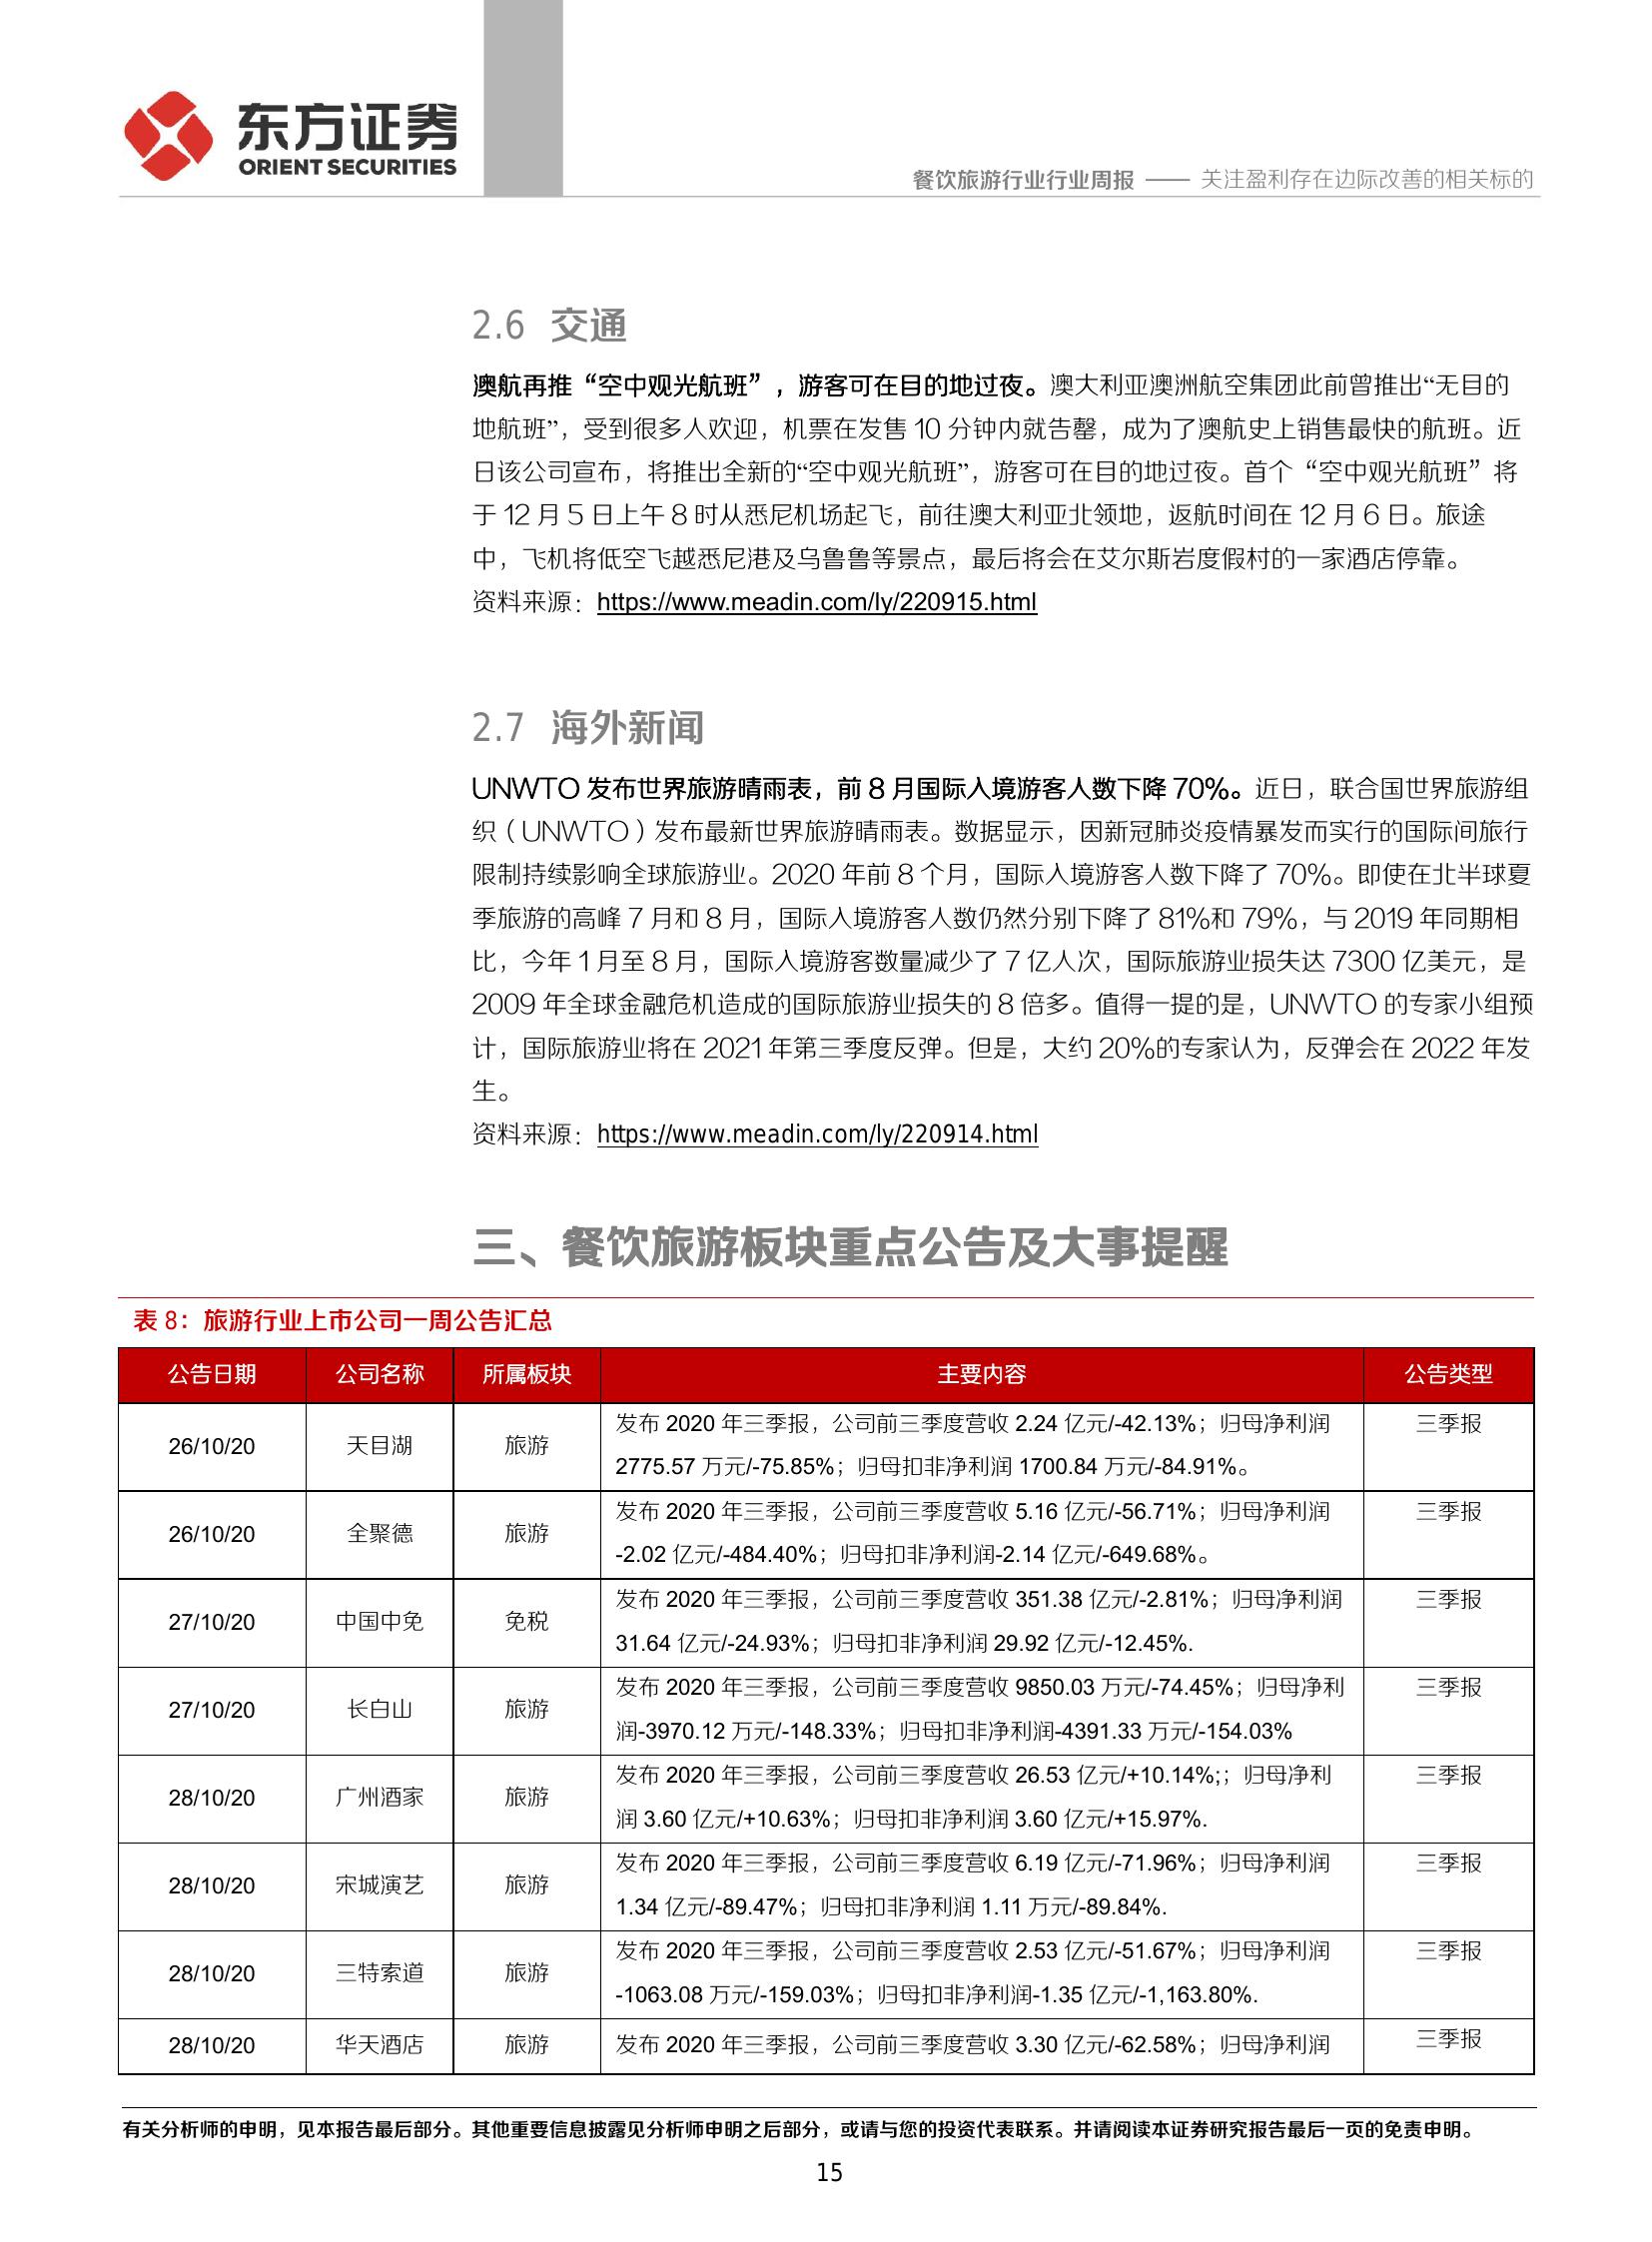 东方证券
ORIENT SECURITIES
餐饮旅游行业行业周报 —— 关注盈利存在边际改善的相关标的
2.6 交通
澳航再推“空中观光航班”，游客可在目的地过夜。澳大利亚澳洲航空集团此前曾推出“无目的
地航班”，受到很多人欢迎，机票在发售 10 分钟内就告罄，成为了澳航史上销售最快的航班。近
日该公司宣布，将推出全新的“空中观光航班”，游客可在目的地过夜。首个“空中观光航班”将
于 12 月 5 日上午 8 时从悉尼机场起飞，前往澳大利亚北领地，返航时间在 12 月 6 日。旅途
中，飞机将低空飞越悉尼港及乌鲁鲁等景点，最后将会在艾尔斯岩度假村的一家酒店停靠。
资料来源：https://www.meadin.com/ly/220915.html
2.7 海外新闻
UNWTO 发布世界旅游晴雨表，前 8 月国际入境游客人数下降 70%。近日，联合国世界旅游组
织（UNWTO）发布最新世界旅游晴雨表。数据显示，因新冠肺炎疫情暴发而实行的国际间旅行
限制持续影响全球旅游业。2020 年前 8 个月，国际入境游客人数下降了 70%。即使在北半球夏
季旅游的高峰 7 月和 8 月，国际入境游客人数仍然分别下降了 81%和 79%，与 2019 年同期相
比，今年 1 月至 8 月，国际入境游客数量减少了 7 亿人次，国际旅游业损失达 7300 亿美元，是
2009 年全球金融危机造成的国际旅游业损失的 8 倍多。值得一提的是，UNWTO 的专家小组预
计，国际旅游业将在 2021 年第三季度反弹。但是，大约 20%的专家认为，反弹会在 2022 年发
生。
资料来源：https://www.meadin.com/ly/220914.html
三、餐饮旅游板块重点公告及大事提醒
表 8：旅游行业上市公司一周公告汇总
公告日期 公司名称 所属板块 主要内容 公告类型
26/10/20 天目湖 旅游 发布 2020 年三季报，公司前三季度营收 2.24 亿元/-42.13%；归母净利润 三季报
2775.57 万元/-75.85%；归母扣非净利润 1700.84 万元/-84.91%。
26/10/20 全聚德 旅游 发布 2020 年三季报，公司前三季度营收 5.16 亿元/-56.71%；归母净利润 三季报
-2.02 亿元/-484.40%；归母扣非净利润-2.14 亿元/-649.68%。
27/10/20 中国中免 免税 发布 2020 年三季报，公司前三季度营收 351.38 亿元/-2.81%；归母净利润 三季报
31.64 亿元/-24.93%；归母扣非净利润 29.92 亿元/-12.45%.
27/10/20 长白山 旅游 发布 2020 年三季报，公司前三季度营收 9850.03 万元/-74.45%；归母净利 三季报
润-3970.12 万元/-148.33%；归母扣非净利润-4391.33 万元/-154.03%
28/10/20 广州酒家 旅游 发布 2020 年三季报，公司前三季度营收 26.53 亿元/+10.14%;；归母净利 三季报
润 3.60 亿元/+10.63%；归母扣非净利润 3.60 亿元/+15.97%.
28/10/20 宋城演艺 旅游 发布 2020 年三季报，公司前三季度营收 6.19 亿元/-71.96%；归母净利润 三季报
1.34 亿元/-89.47%；归母扣非净利润 1.11 万元/-89.84%.
28/10/20 三特索道 旅游 发布 2020 年三季报，公司前三季度营收 2.53 亿元/-51.67%；归母净利润 三季报
-1063.08 万元/-159.03%；归母扣非净利润-1.35 亿元/-1,163.80%.
28/10/20 华天酒店 旅游 发布 2020 年三季报，公司前三季度营收 3.30 亿元/-62.58%；归母净利润 三季报
有关分析师的申明，见本报告最后部分。其他重要信息披露见分析师申明之后部分，或请与您的投资代表联系。并请阅读本证券研究报告最后一页的免责申明。
15